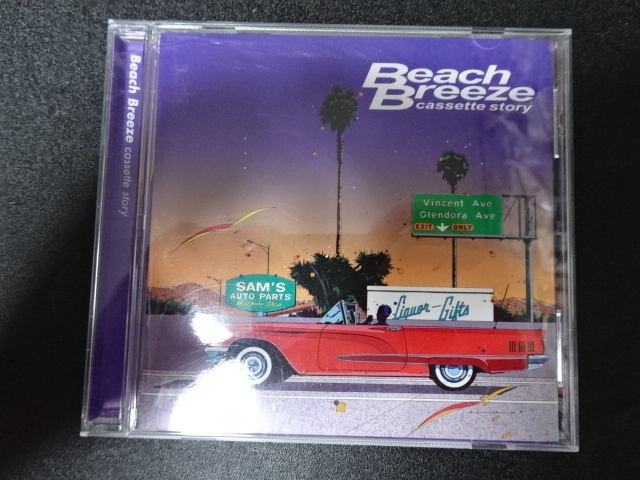 Beach
Breeze
cassette story
Beach Breeze cassette story
Vincent Ave
Glendora Ave
EXIT ONLY
SAM'S
AUTO PARTS
Liquor-Gifts